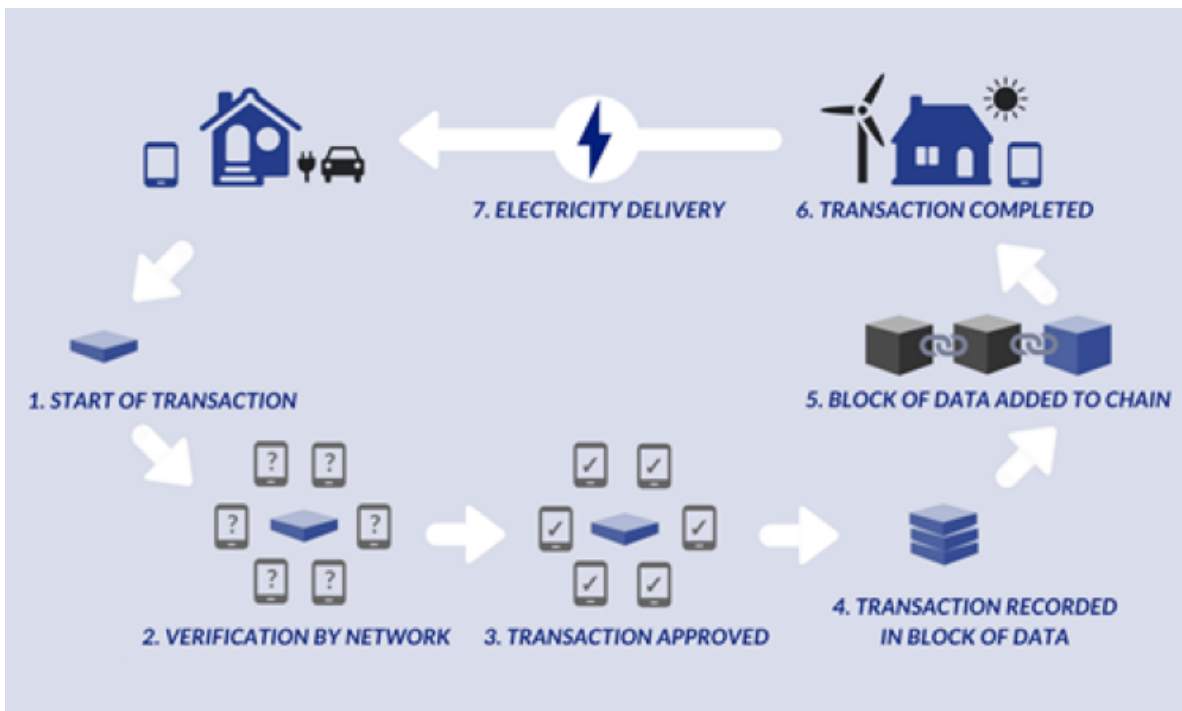 7. ELECTRICITY DELIVERY
6. TRANSACTION COMPLETED
1. START OF TRANSACTION
5. BLOCK OF DATA ADDED TO CHAIN
? ?
? ?
? ?
2. VERIFICATION BY NETWORK
3. TRANSACTION APPROVED
4. TRANSACTION RECORDED
IN BLOCK OF DATA